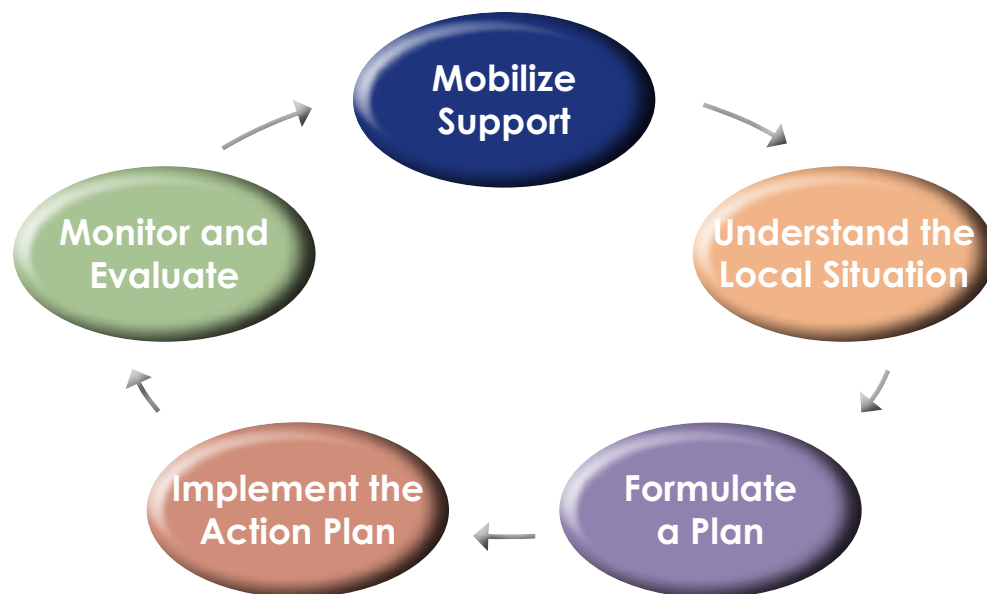 Mobilize
Support
Understand the
Local Situation
Formulate
a Plan
Implement the
Action Plan
Monitor and
Evaluate